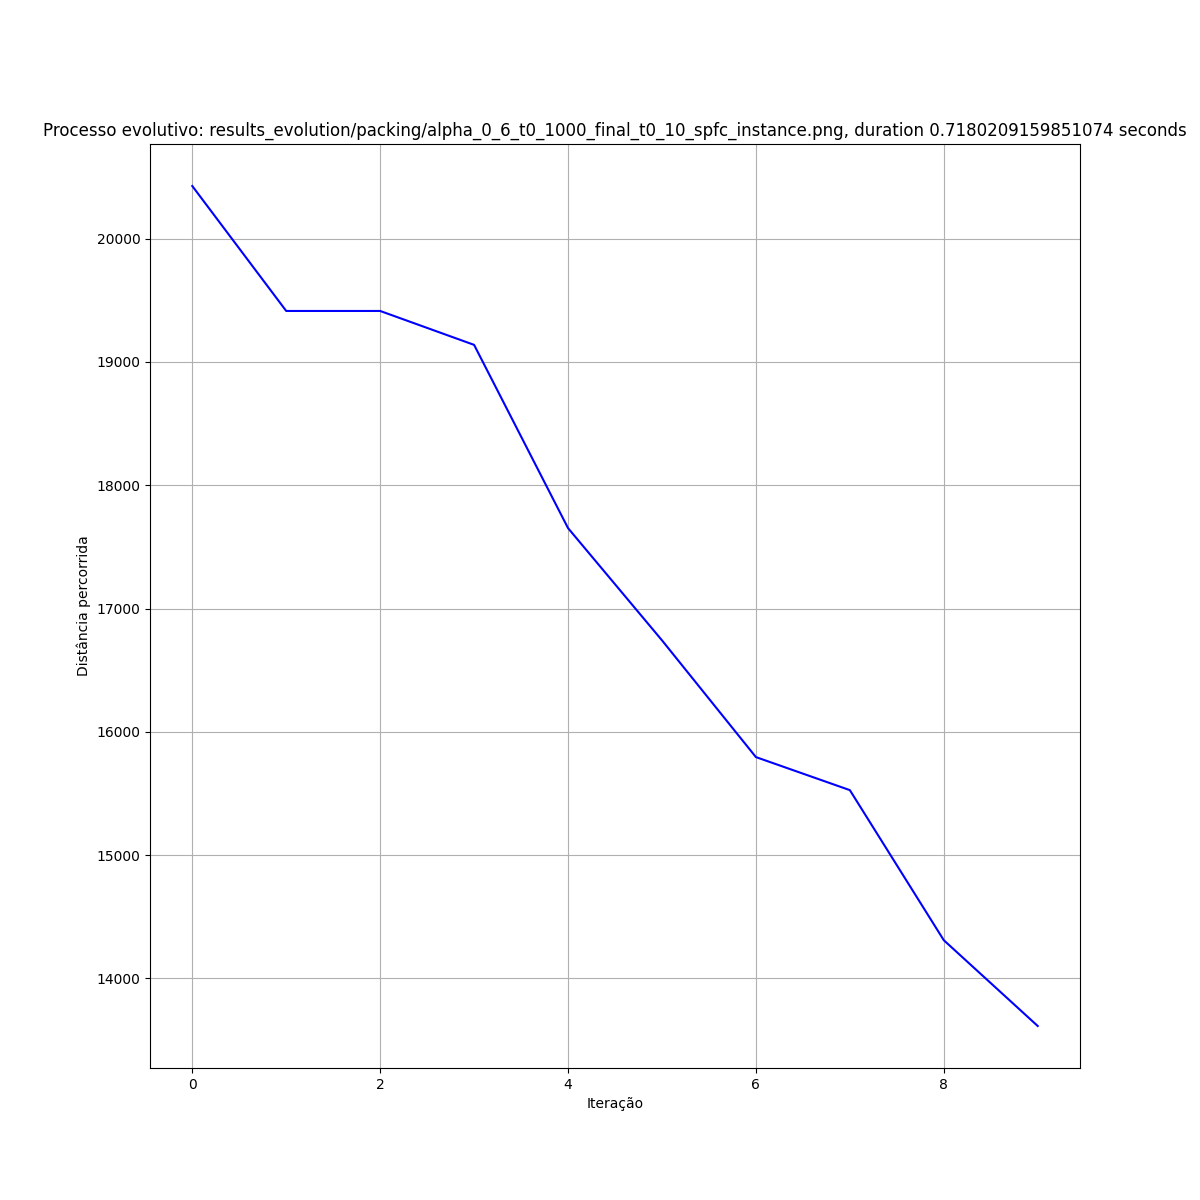 Processo evolutivo: results_evolution/packing/alpha_0_6_t0_1000_final_t0_10_spfc_instance.png, duration 0.7180209159851074 seconds
20000
19000
18000
17000
16000
15000
14000
Distância percorrida
0 2 4 6 8
Iteração